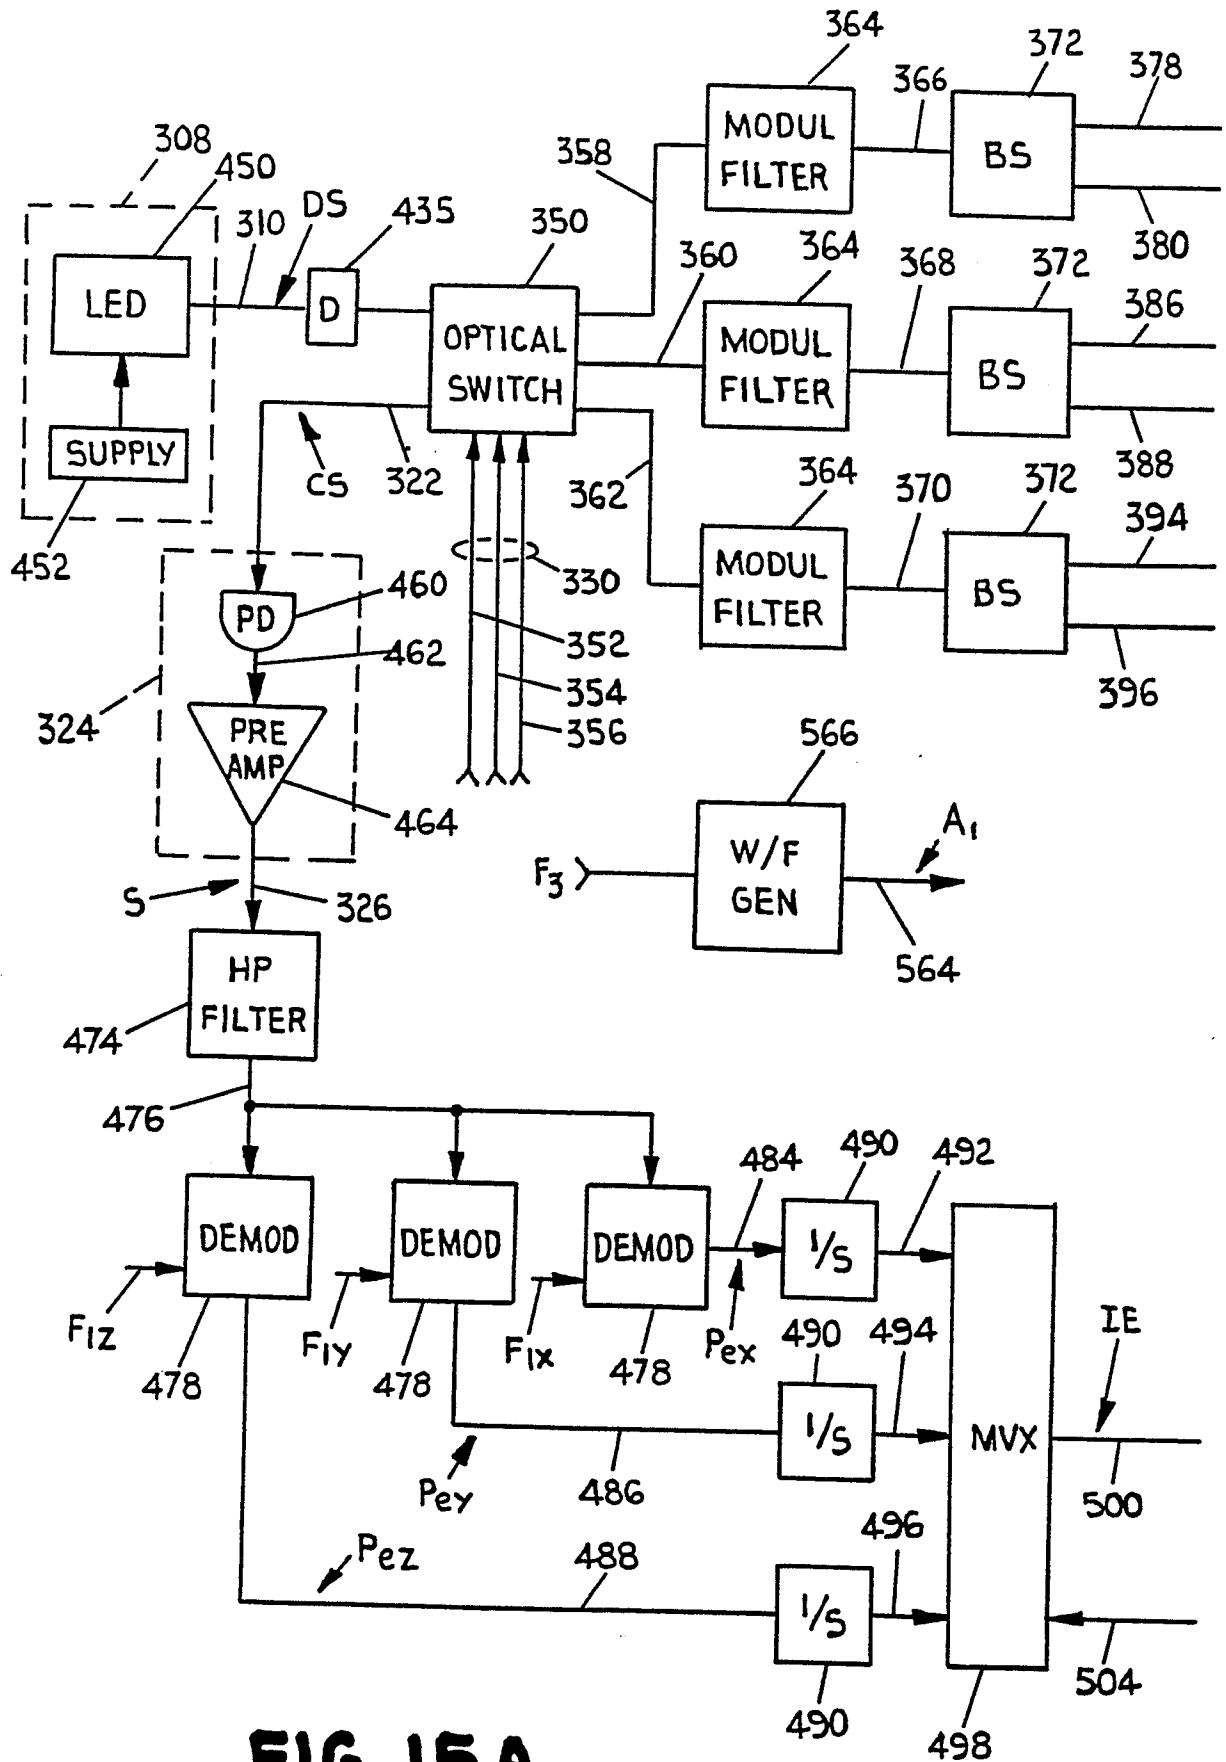 364
372
378
366
MODUL
FILTER
BS
358
380
308
450
310
DS
435
350
LED
D
OPTICAL
SWITCH
SUPPLY
452
CS
322
360
364
368
372
386
MODUL
FILTER
BS
388
362
364
370
372
394
MODUL
FILTER
BS
396
330
352
354
356
PD
460
462
324
PRE
AMP
464
S
326
566
F3
W/F
GEN
A1
564
HP
FILTER
474
476
DEMOD
DEMOD
DEMOD
484
490
492
1/S
F1Z
478
F1Y
478
F1X
478
Pex
490
494
1/S
MVX
IE
500
Pey
486
Pez
488
496
1/S
490
498
504
FIG. 15A